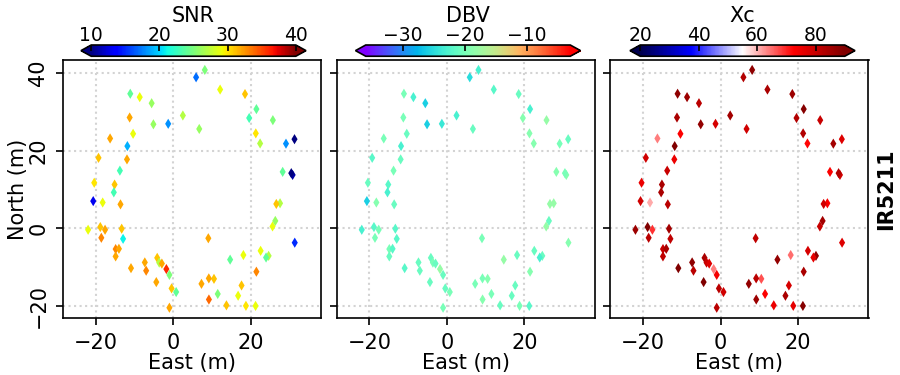 SNR DBV Xc
10 20 30 40 −30 −20 −10 20 40 60 80
40
20
0
−20
North (m)
IR5211
−20 0 20 −20 0 20 −20 0 20
East (m) East (m) East (m)